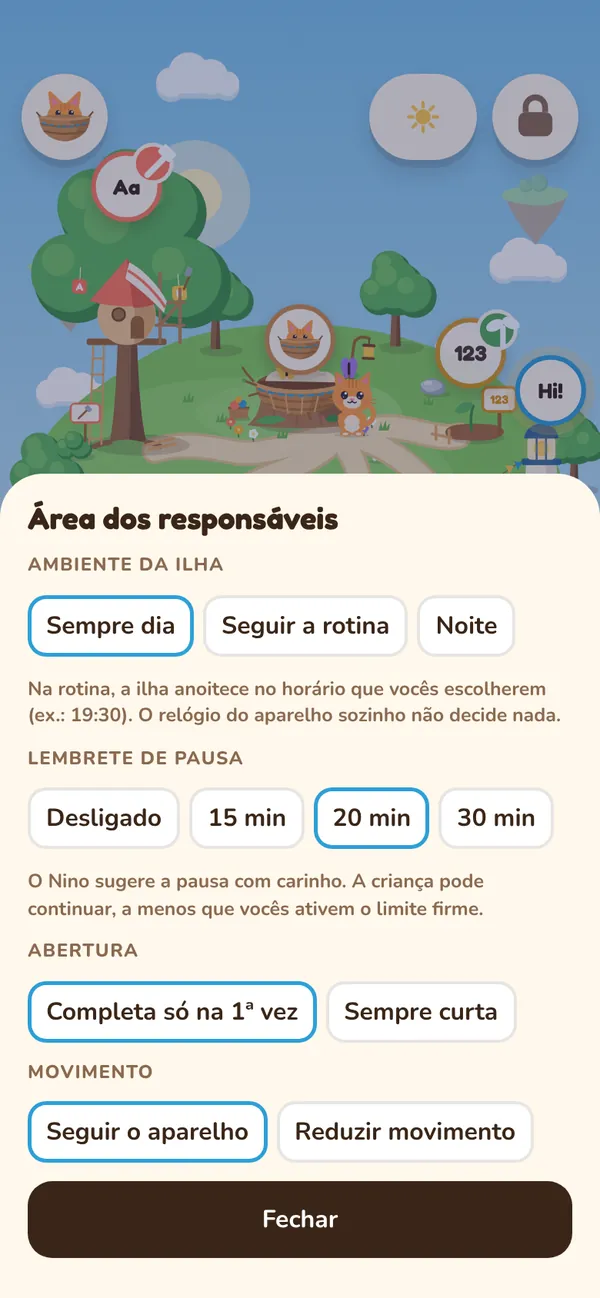 Aa
A
123
Hi!
123
Área dos responsáveis
AMBIENTE DA ILHA
Sempre dia
Seguir a rotina
Noite
Na rotina, a ilha anoitece no horário que vocês escolherem
(ex.: 19:30). O relógio do aparelho sozinho não decide nada.
LEMBRETE DE PAUSA
Desligado
15 min
20 min
30 min
O Nino sugere a pausa com carinho. A criança pode
continuar, a menos que vocês ativem o limite firme.
ABERTURA
Completa só na 1ª vez
Sempre curta
MOVIMENTO
Seguir o aparelho
Reduzir movimento
Fechar